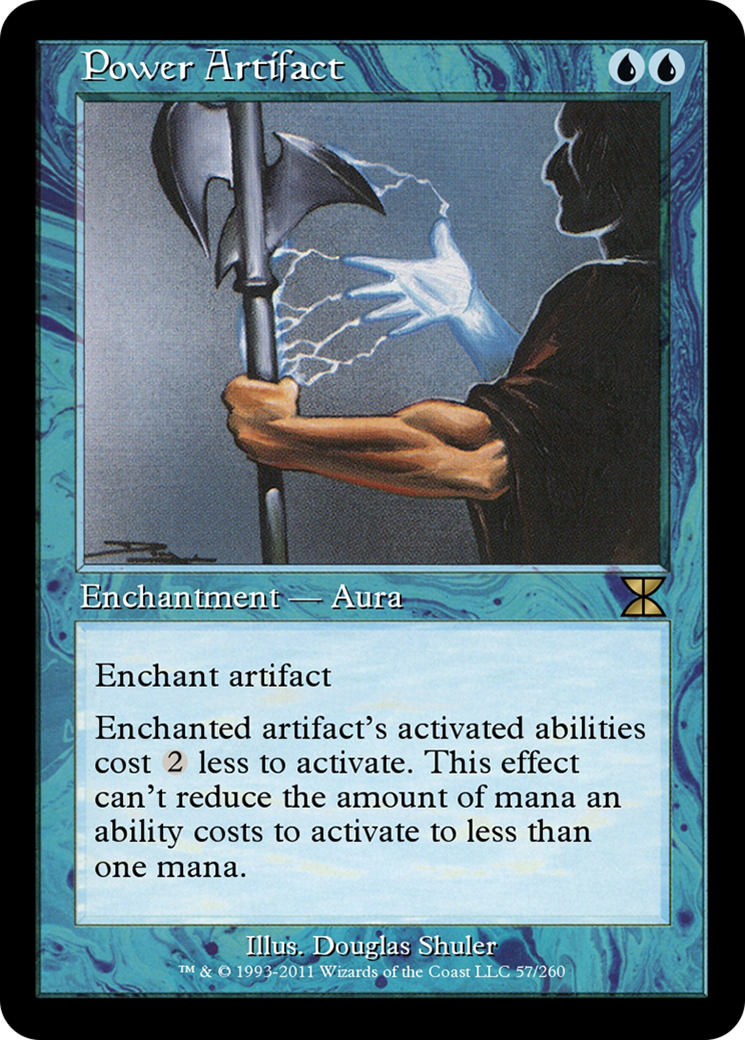 Power Artifact
Enchantment — Aura
Enchant artifact
Enchanted artifact's activated abilities
cost 2 less to activate. This effect
can't reduce the amount of mana an
ability costs to activate to less than
one mana.
Illus. Douglas Shuler
™ & © 1993-2011 Wizards of the Coast LLC 57/260